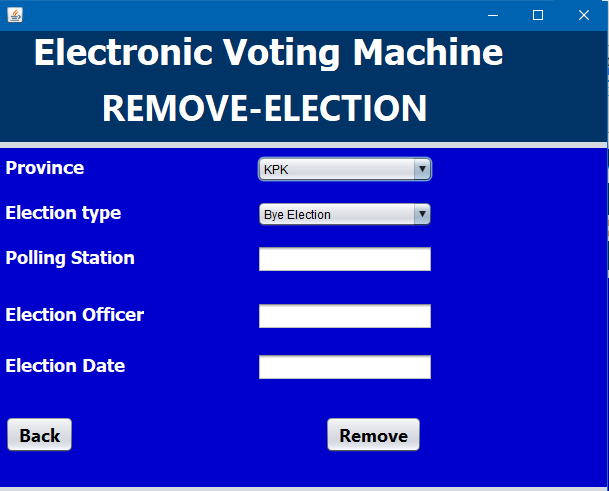 Electronic Voting Machine
REMOVE-ELECTION
Province
KPK
Election type
Bye Election
Polling Station
Election Officer
Election Date
Back
Remove